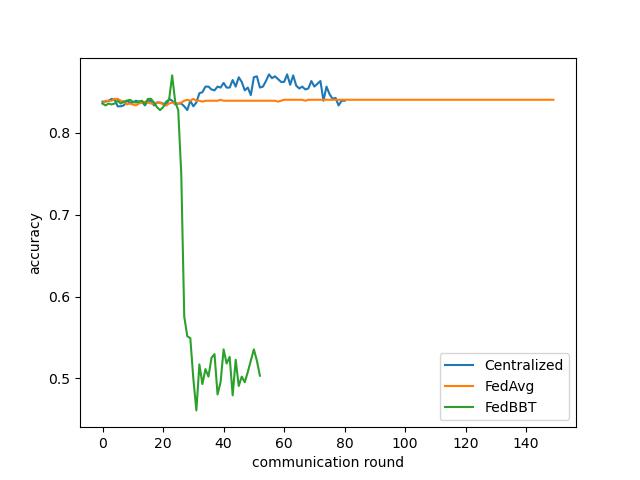 0.8
0.7
0.6
0.5
accuracy
0 20 40 60 80 100 120 140
communication round
Centralized
FedAvg
FedBBT